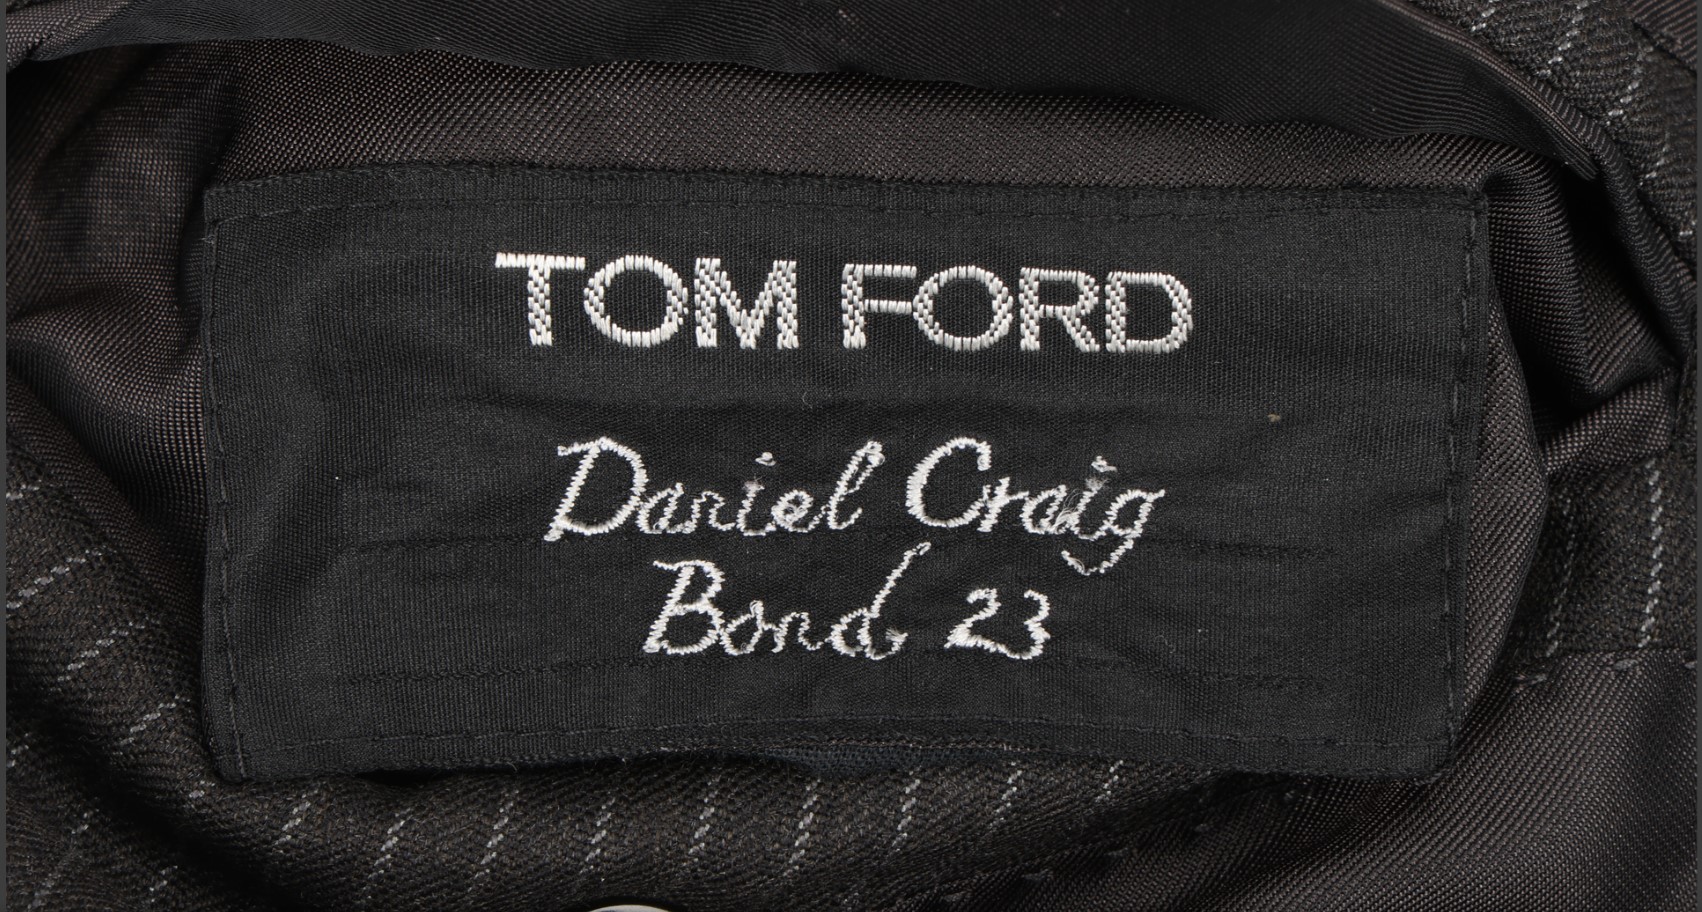 TOM FORD
Daniel Craig
Bond 23